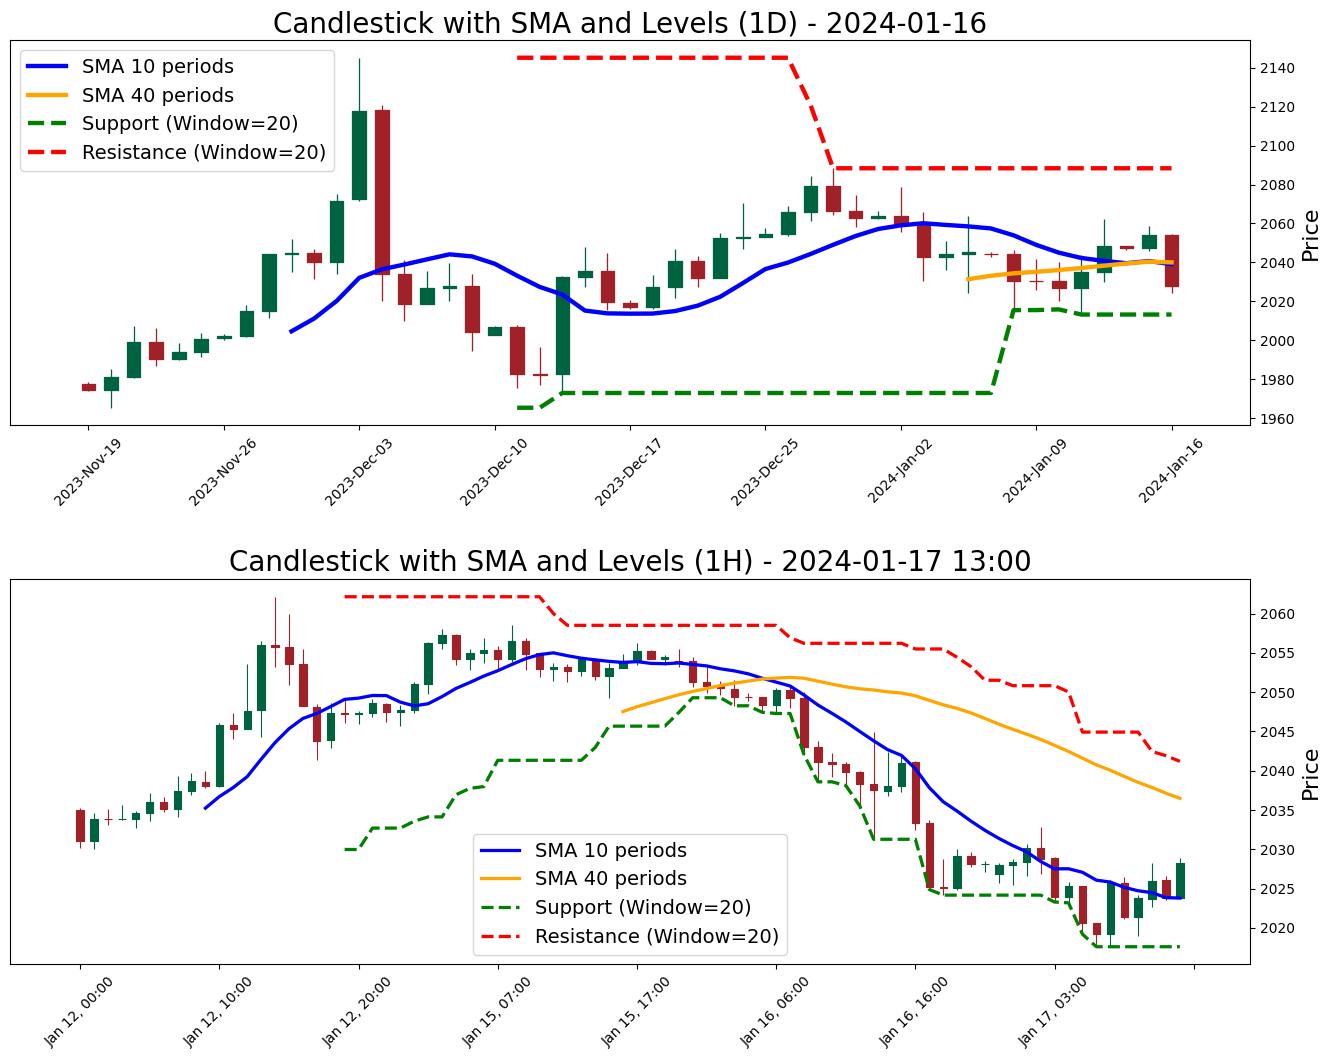 Candlestick with SMA and Levels (1D) - 2024-01-16
SMA 10 periods
SMA 40 periods
Support (Window=20)
Resistance (Window=20)
2140
2120
2100
2080
2060
2040
2020
2000
1980
1960
Price
2023-Nov-19
2023-Nov-26
2023-Dec-03
2023-Dec-10
2023-Dec-17
2023-Dec-25
2024-Jan-02
2024-Jan-09
2024-Jan-16
Candlestick with SMA and Levels (1H) - 2024-01-17 13:00
2060
2055
2050
2045
2040
2035
2030
2025
2020
Price
SMA 10 periods
SMA 40 periods
Support (Window=20)
Resistance (Window=20)
Jan 12, 00:00
Jan 12, 10:00
Jan 12, 20:00
Jan 15, 07:00
Jan 15, 17:00
Jan 16, 06:00
Jan 16, 16:00
Jan 17, 03:00